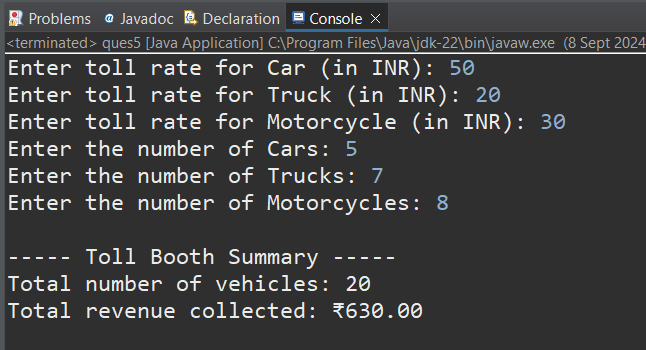 Problems @ Javadoc Declaration Console ×
<terminated> ques5 [Java Application] C:\Program Files\Java\jdk-22\bin\javaw.exe (8 Sept 2024
Enter toll rate for Car (in INR): 50
Enter toll rate for Truck (in INR): 20
Enter toll rate for Motorcycle (in INR): 30
Enter the number of Cars: 5
Enter the number of Trucks: 7
Enter the number of Motorcycles: 8
----- Toll Booth Summary -----
Total number of vehicles: 20
Total revenue collected: ₹630.00